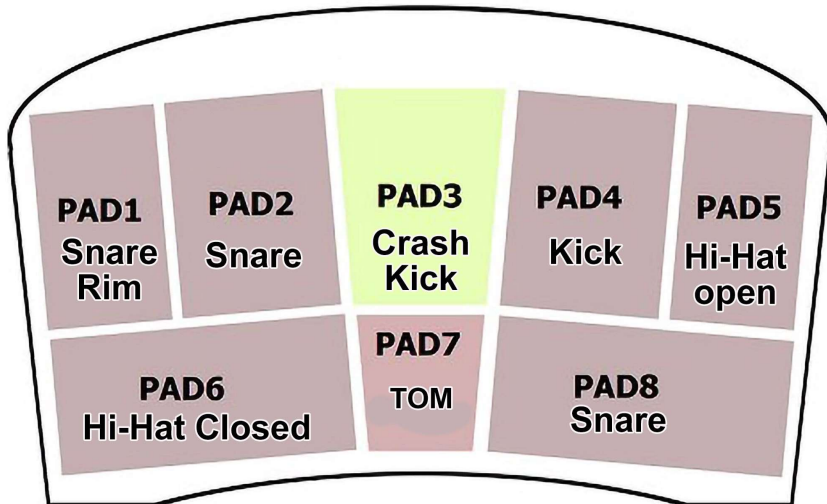 PAD1
Snare
Rim
PAD2
Snare
PAD3
Crash
Kick
PAD4
Kick
PAD5
Hi-Hat
open
PAD6
Hi-Hat Closed
PAD7
TOM
PAD8
Snare